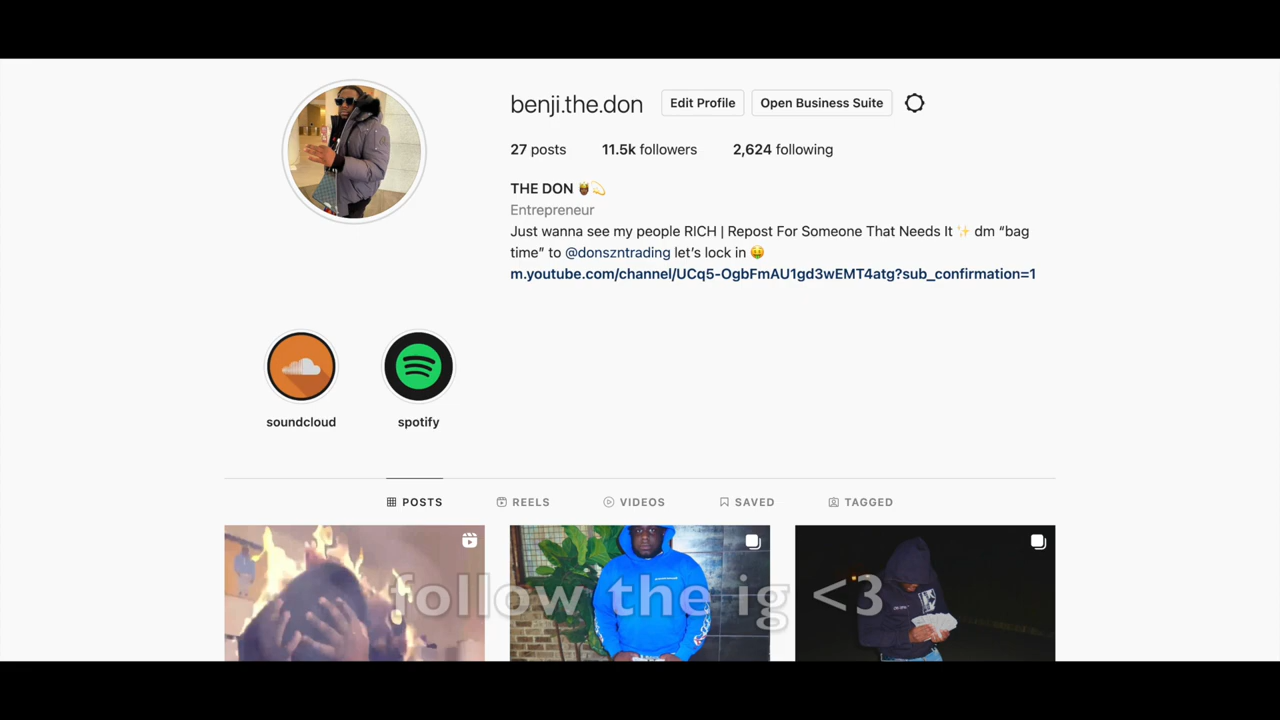 benji.the.don Edit Profile Open Business Suite
27 posts 11.5k followers 2,624 following
THE DON
Entrepreneur
Just wanna see my people RICH | Repost For Someone That Needs It ✨ dm “bag
time” to @donszntrading let’s lock in 🤑
m.youtube.com/channel/UCq5-OgbFmAU1gd3wEMT4atg?sub_confirmation=1
soundcloud spotify
POSTS REELS VIDEOS SAVED TAGGED
follow the ig <3